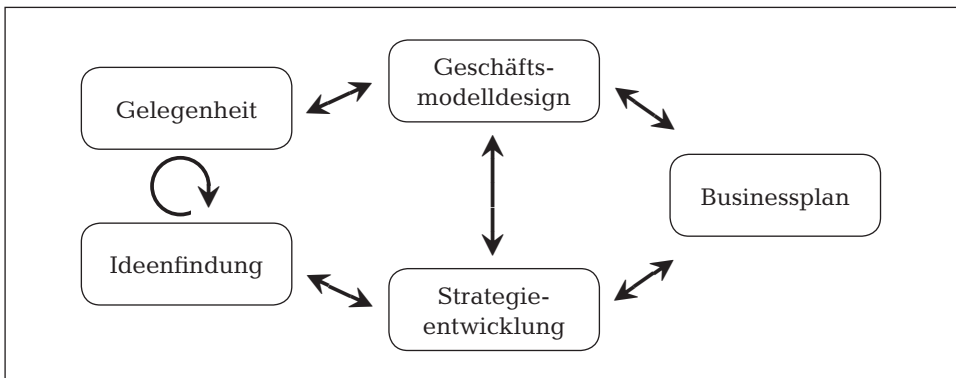 Gelegenheit
Geschäfts-
modelldesign
Businessplan
Ideenfindung
Strategie-
entwicklung